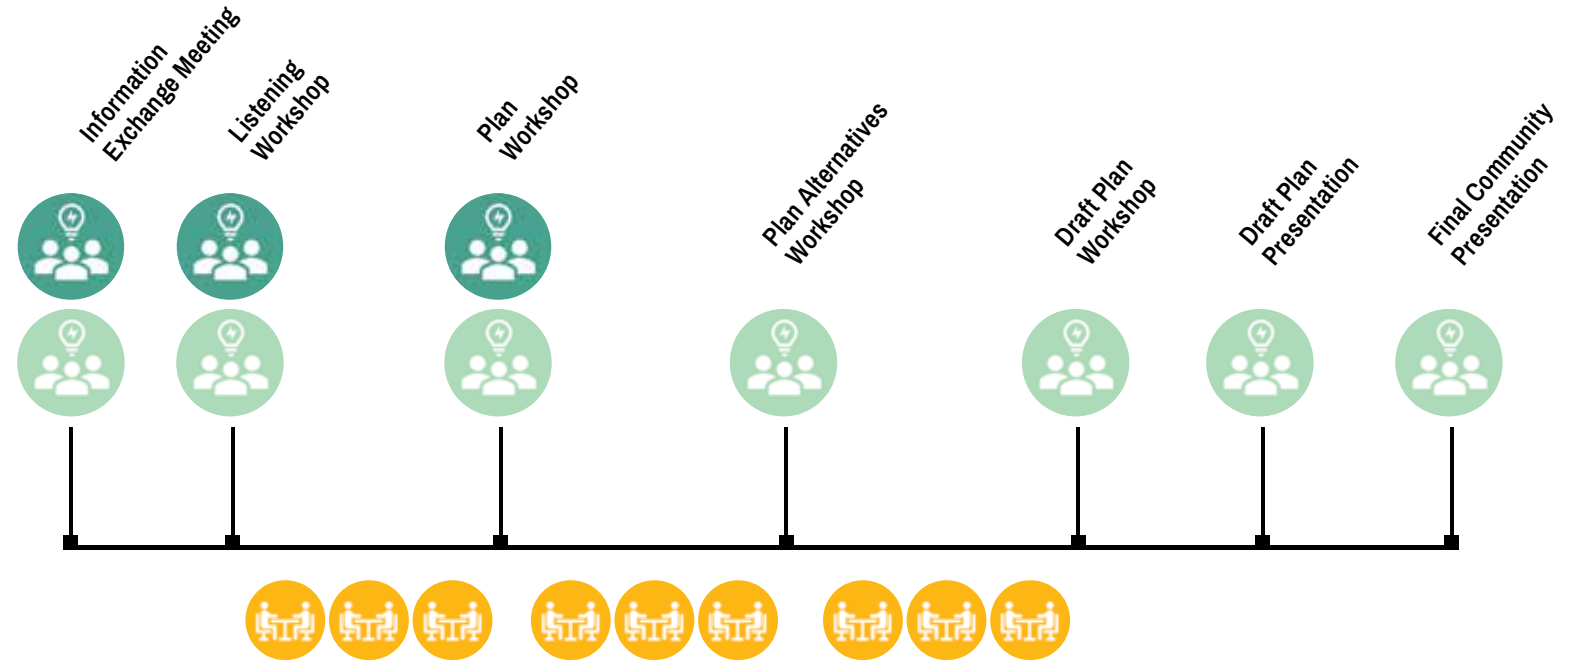 Information
Exchange Meeting
Listening
Workshop
Plan
Workshop
Plan Alternatives
Workshop
Draft Plan
Workshop
Draft Plan
Presentation
Final Community
Presentation